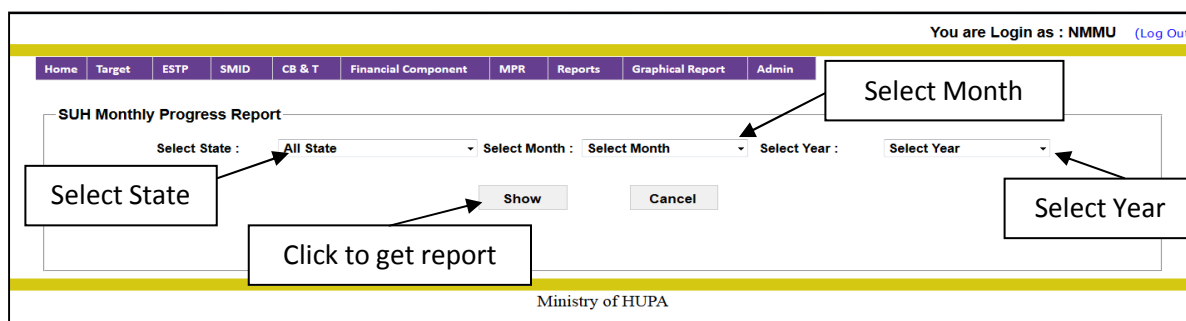 You are Login as : NMMU (Log Out
Home Target ESTP SMID CB & T Financial Component MPR Reports Graphical Report Admin
Select Month
SUH Monthly Progress Report
Select State : All State Select Month : Select Month Select Year : Select Year
Select State
Show Cancel
Select Year
Click to get report
Ministry of HUPA